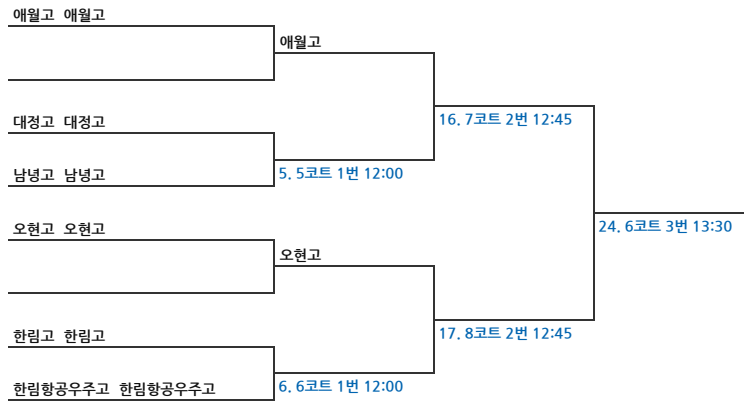 애월고 애월고
애월고
대정고 대정고
16. 7코트 2번 12:45
남녕고 남녕고
5. 5코트 1번 12:00
오현고 오현고
24. 6코트 3번 13:30
오현고
한림고 한림고
17. 8코트 2번 12:45
한림항공우주고 한림항공우주고
6. 6코트 1번 12:00